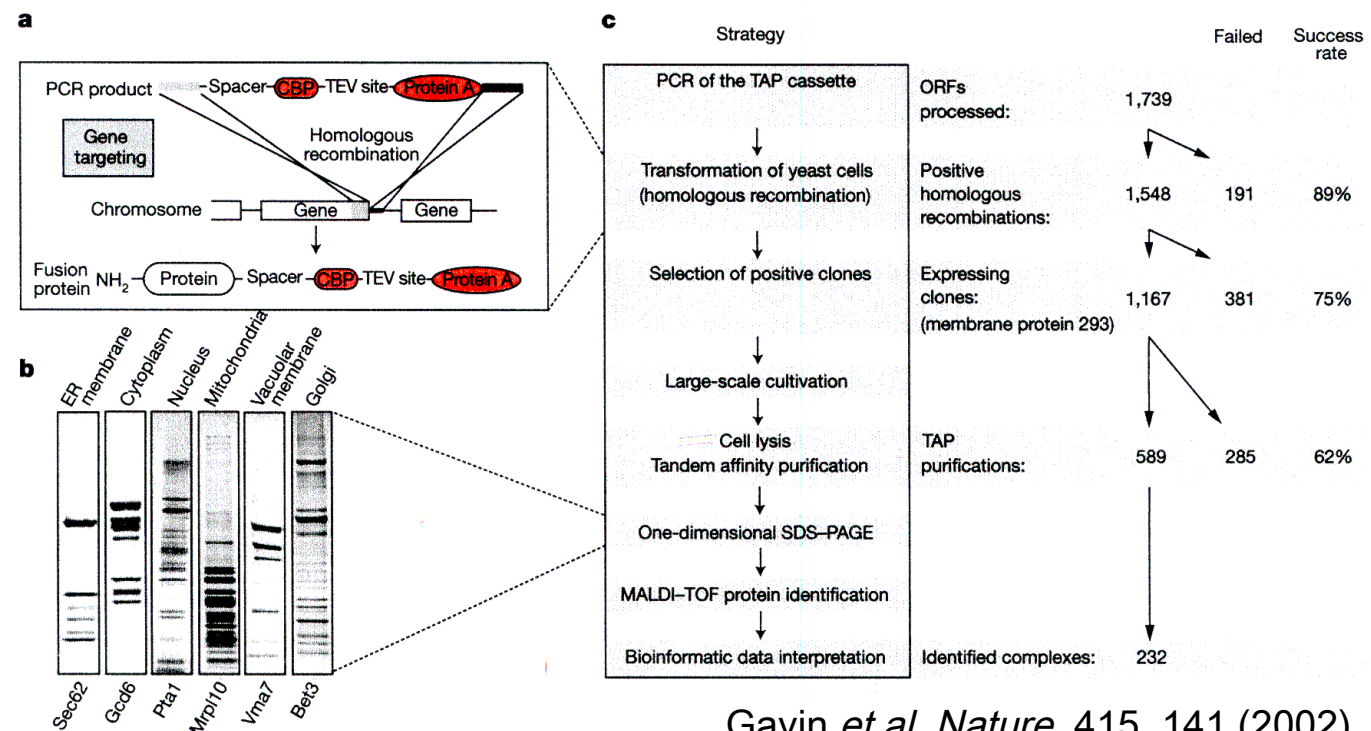 a
PCR product
Spacer CBP TEV site Protein A
Gene
targeting
Homologous
recombination
Chromosome
Gene
Gene
Fusion
protein
NH2 Protein Spacer CBP TEV site Protein A
b
ER
membrane
Cytoplasm
Nucleus
Mitochondria
Vacuolar
membrane
Golgi
Sec62
Gcd6
Pta1
Mrpl10
Vma7
Bet3
c
Strategy
Failed
Success
rate
PCR of the TAP cassette
ORFs
processed:
1,739
Transformation of yeast cells
(homologous recombination)
Positive
homologous
recombinations:
1,548 191 89%
Selection of positive clones
Expressing
clones:
(membrane protein 293)
1,167 381 75%
Large-scale cultivation
Cell lysis
Tandem affinity purification
TAP
purifications:
589 285 62%
One-dimensional SDS–PAGE
MALDI–TOF protein identification
Bioinformatic data interpretation
Identified complexes: 232
Gavin et al. Nature, 415, 141 (2002)